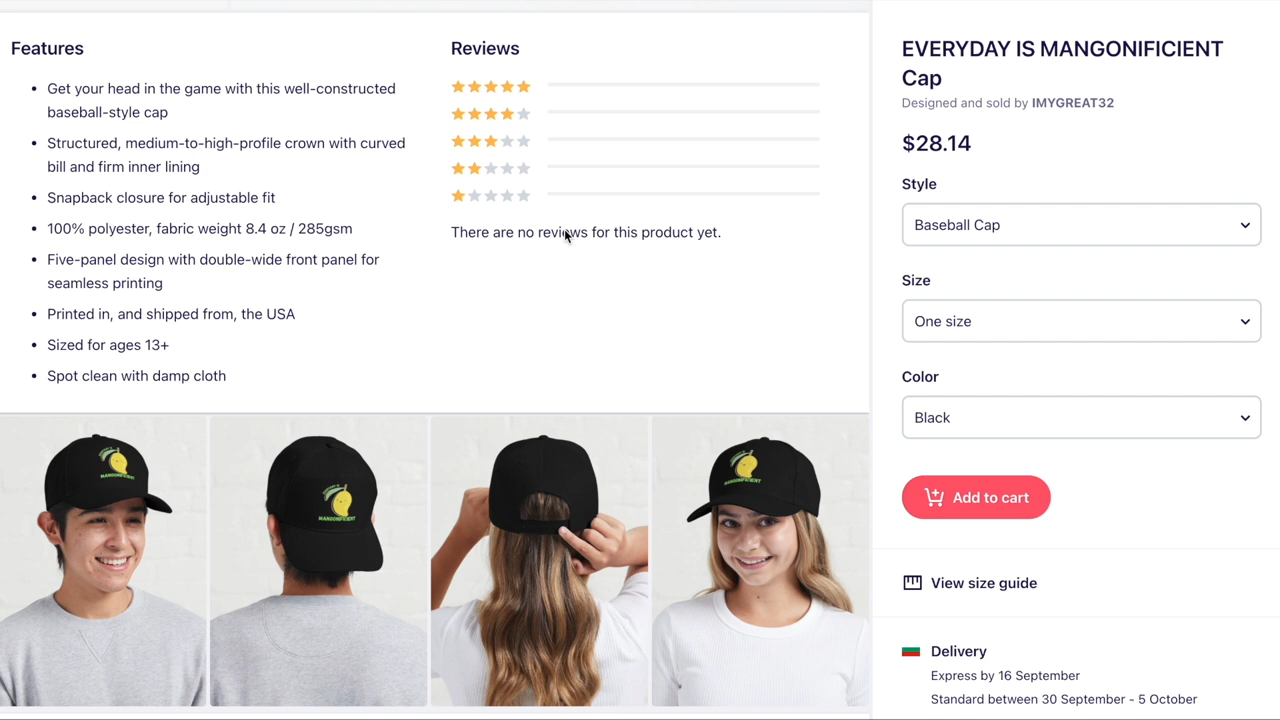 Features
Get your head in the game with this well-constructed
baseball-style cap
Structured, medium-to-high-profile crown with curved
bill and firm inner lining
Snapback closure for adjustable fit
100% polyester, fabric weight 8.4 oz / 285gsm
Five-panel design with double-wide front panel for
seamless printing
Printed in, and shipped from, the USA
Sized for ages 13+
Spot clean with damp cloth
Reviews
There are no reviews for this product yet.
MANGONIFICIENT
MANGONIFICIENT
MANGONIFICIENT
EVERYDAY IS MANGONIFICIENT
Cap
Designed and sold by IMYGREAT32
$28.14
Style
Baseball Cap
Size
One size
Color
Black
Add to cart
View size guide
Delivery
Express by 16 September
Standard between 30 September - 5 October